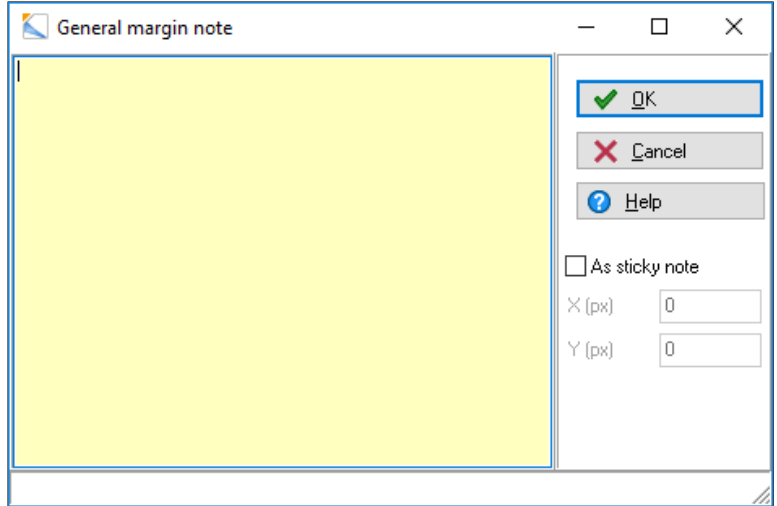 General margin note
OK
Cancel
Help
As sticky note
X (px) 0
Y (px) 0